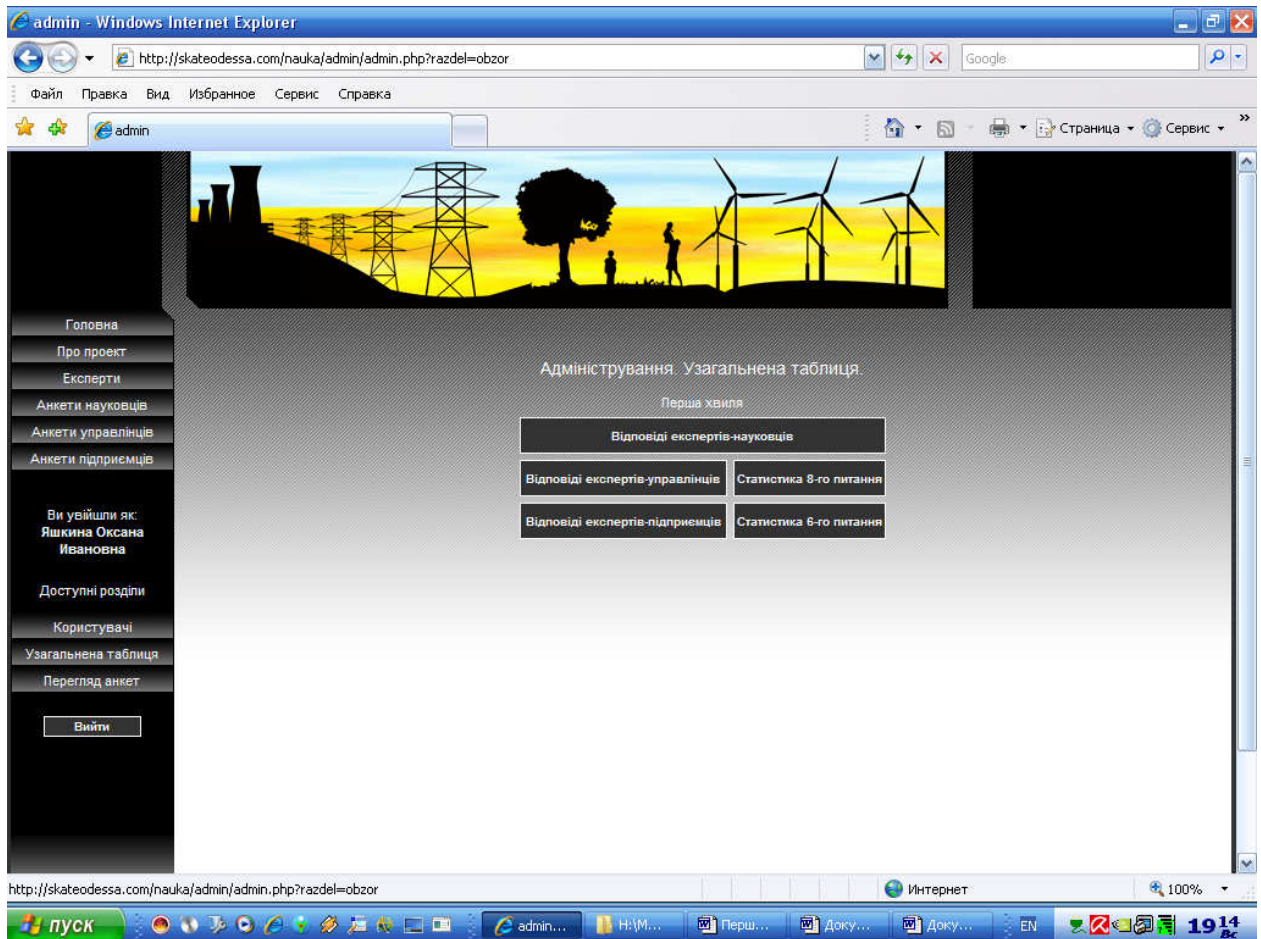 admin - Windows Internet Explorer
http://skateodessa.com/nauka/admin/admin.php?razdel=obzor
Google
Файл Правка Вид Избранное Сервис Справка
admin
Страница Сервис »
Головна
Про проект
Експерти
Анкети науковців
Анкети управлінців
Анкети підприємців
Ви увійшли як:
Яшкина Оксана
Ивановна
Доступні розділи
Користувачі
Узагальнена таблиця
Перегляд анкет
Вийти
Адміністрування. Узагальнена таблиця.
Перша хвиля
Відповіді експертів-науковців
Відповіді експертів-управлінців Статистика 8-го питання
Відповіді експертів-підприємців Статистика 6-го питання
http://skateodessa.com/nauka/admin/admin.php?razdel=obzor
Интернет
100%
пуск
admin...
H:\М...
Перш...
Доку...
Доку...
EN
19 14
Вс